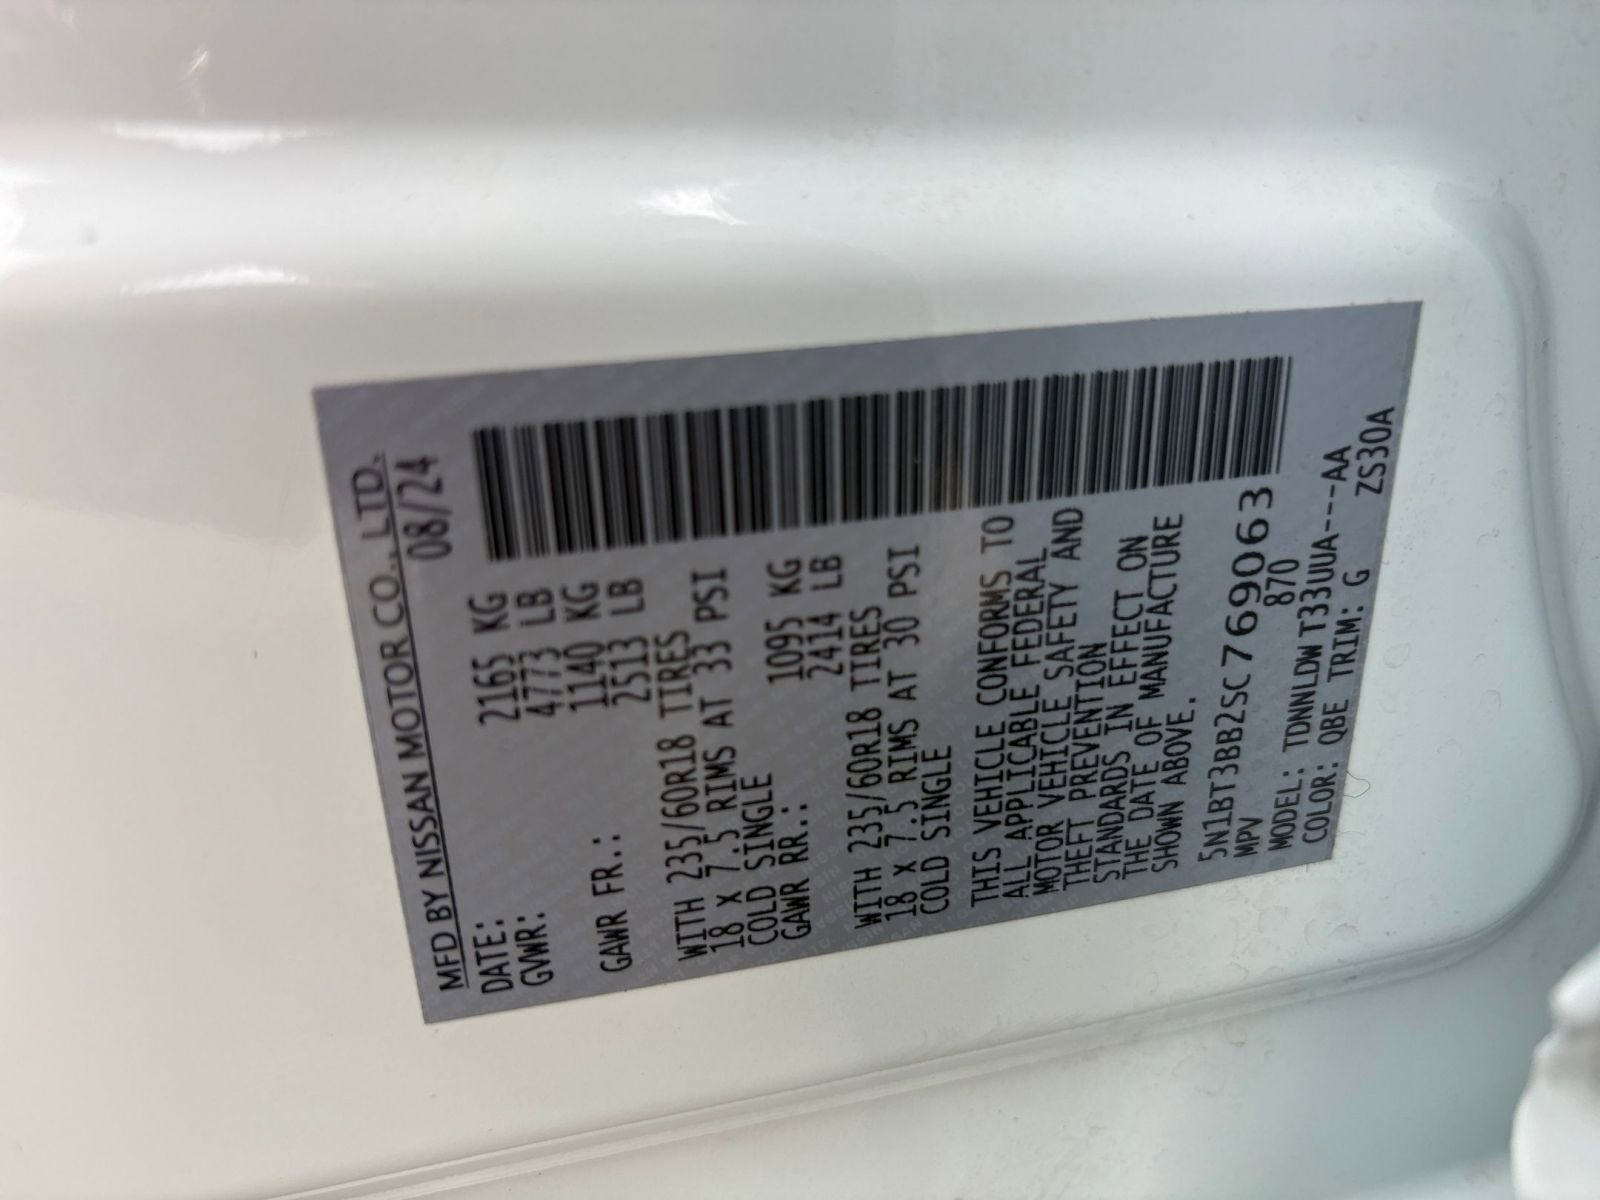 MFD BY NISSAN MOTOR CO., LTD.
DATE: 08/24
GVWR: 2165 KG
4773 LB
GAWR FR.: 1140 KG
2513 LB
WITH 235/60R18 TIRES
18 X 7.5 RIMS AT 33 PSI
COLD SINGLE
GAWR RR.: 1095 KG
2414 LB
WITH 235/60R18 TIRES
18 X 7.5 RIMS AT 30 PSI
COLD SINGLE
THIS VEHICLE CONFORMS TO
ALL APPLICABLE FEDERAL
MOTOR VEHICLE SAFETY AND
THEFT PREVENTION
STANDARDS IN EFFECT ON
THE DATE OF MANUFACTURE
SHOWN ABOVE.
5N1BT3BB2SC769063
MPV 870
MODEL: TDNNLDWT33UUA---AA
COLOR: QBE TRIM: G ZS30A